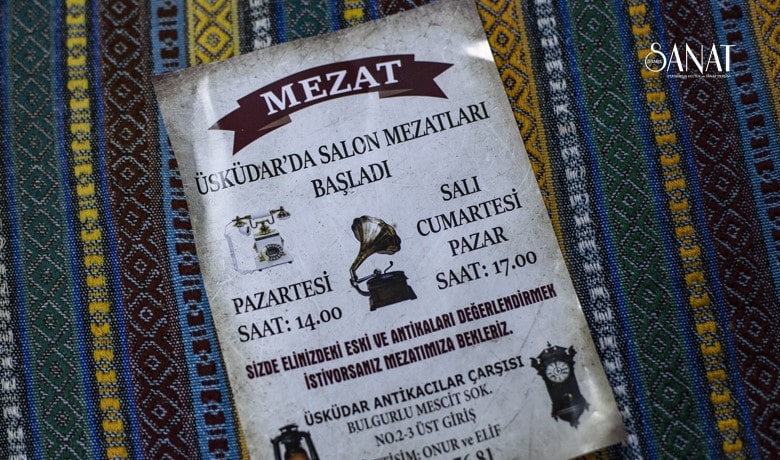 SANAT
MEZAT
ÜSKÜDAR'DA SALON MEZATLARI
BAŞLADI
PAZARTESİ
SAAT: 14.00
SALI
CUMARTESİ
PAZAR
SAAT: 17.00
SİZDE ELİNİZDEKİ ESKİ VE ANTİKALARI DEĞERLENDİRMEK
İSTİYORSANIZ MEZATIMIZA BEKLERİZ.
ÜSKÜDAR ANTİKACILAR ÇARŞISI
BULGURLU MESCİT SOK.
NO.2-3 ÜST GİRİŞ
ONUR ve ELİF